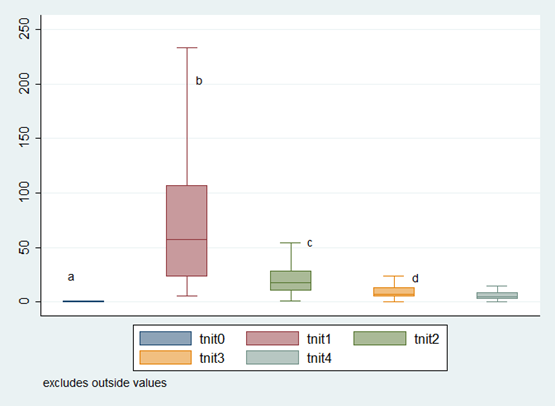 250
200
150
100
50
0
a
b
c
d
tnit0 tnit1 tnit2
tnit3 tnit4
excludes outside values